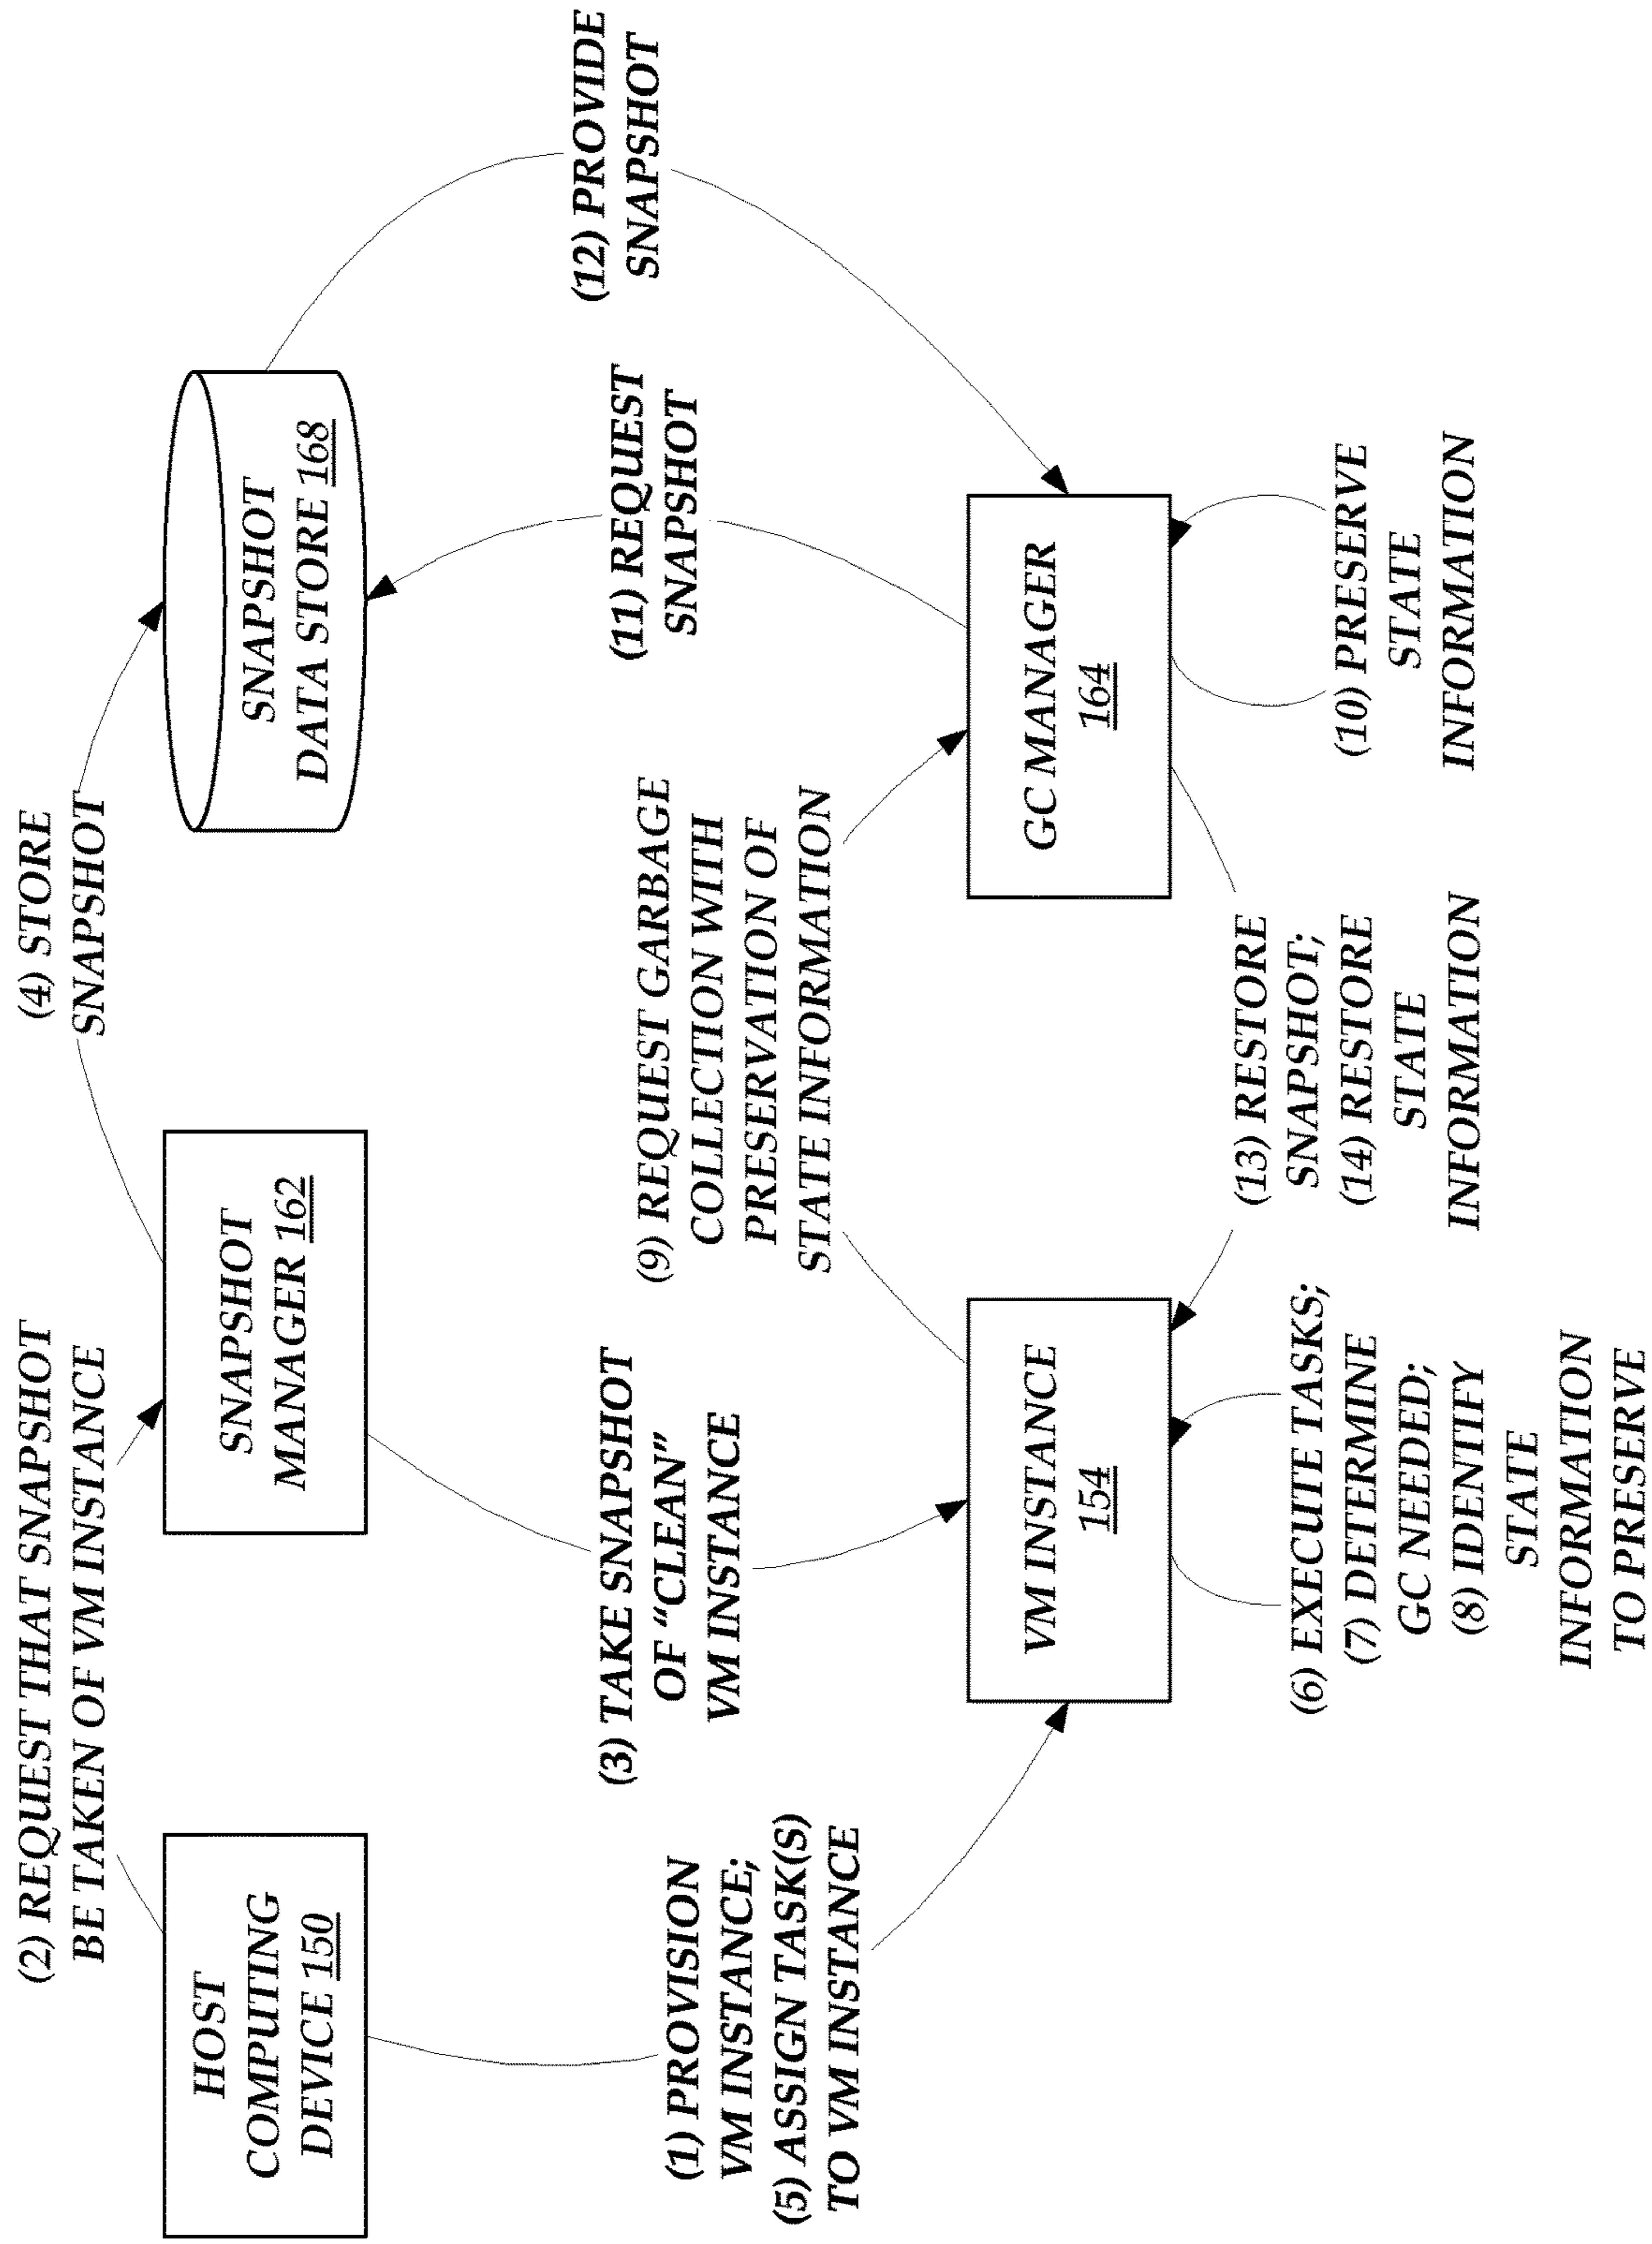 (2) REQUEST THAT SNAPSHOT
BE TAKEN OF VM INSTANCE
(4) STORE
SNAPSHOT
HOST
COMPUTING
DEVICE 150
SNAPSHOT
MANAGER 162
SNAPSHOT
DATA STORE 168
(1) PROVISION
VM INSTANCE;
(5) ASSIGN TASK(S)
TO VM INSTANCE
(3) TAKE SNAPSHOT
OF “CLEAN”
VM INSTANCE
(9) REQUEST GARBAGE
COLLECTION WITH
PRESERVATION OF
STATE INFORMATION
(11) REQUEST
SNAPSHOT
(12) PROVIDE
SNAPSHOT
VM INSTANCE
154
GC MANAGER
164
(6) EXECUTE TASKS;
(7) DETERMINE
GC NEEDED;
(8) IDENTIFY
STATE
INFORMATION
TO PRESERVE
(13) RESTORE
SNAPSHOT;
(14) RESTORE
STATE
INFORMATION
(10) PRESERVE
STATE
INFORMATION